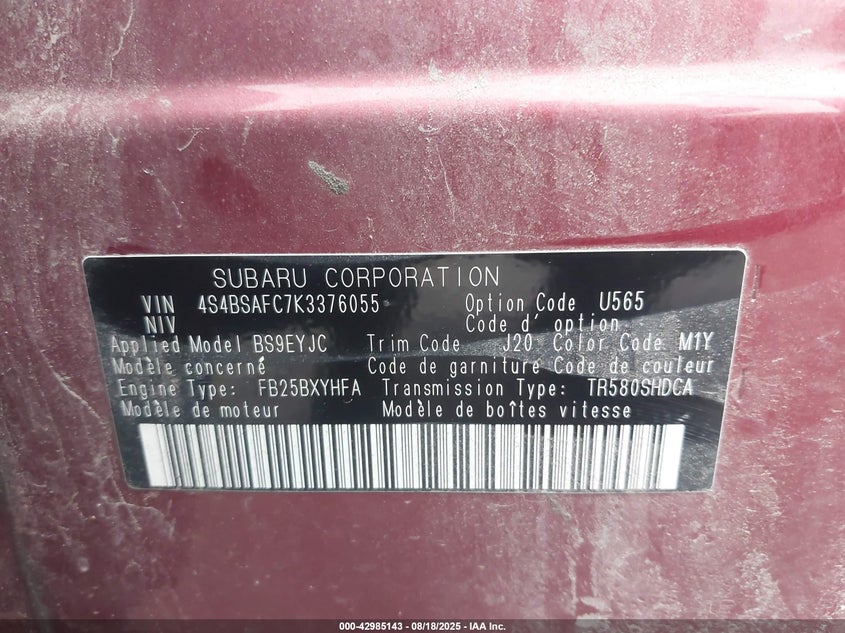 SUBARU CORPORATION
VIN 4S4BSAFC7K3376055 Option Code U565
NIV Code d' option
Applied Model BS9EYJC Trim Code J20 Color Code M1Y
Modèle concerné Code de garniture Code de couleur
Engine Type: FB25BXYHFA Transmission Type: TR580SHDCA
Modèle de moteur Modèle de boîtes vitesse
000-42985143 - 08/18/2025 - IAA Inc.